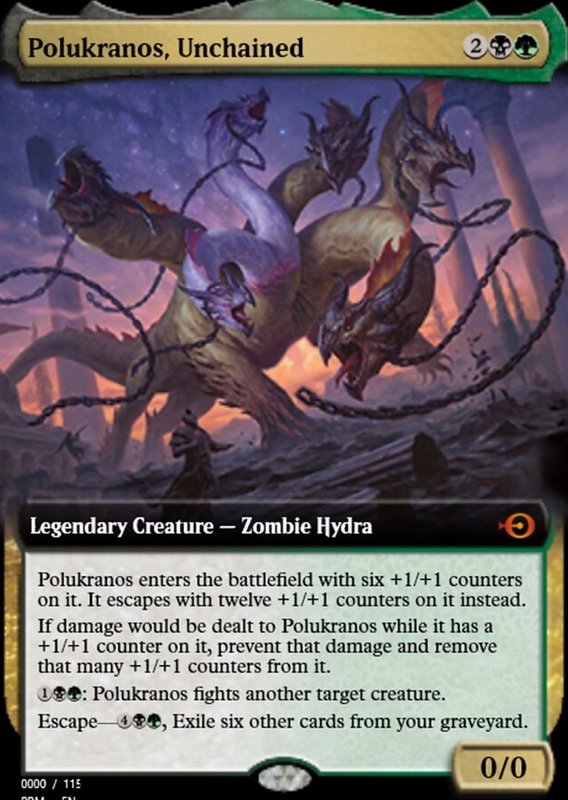 Polukranos, Unchained 2
Legendary Creature — Zombie Hydra
Polukranos enters the battlefield with six +1/+1 counters
on it. It escapes with twelve +1/+1 counters on it instead.
If damage would be dealt to Polukranos while it has a
+1/+1 counter on it, prevent that damage and remove
that many +1/+1 counters from it.
1: Polukranos fights another target creature.
Escape—4, Exile six other cards from your graveyard.
0/0
0000 / 115